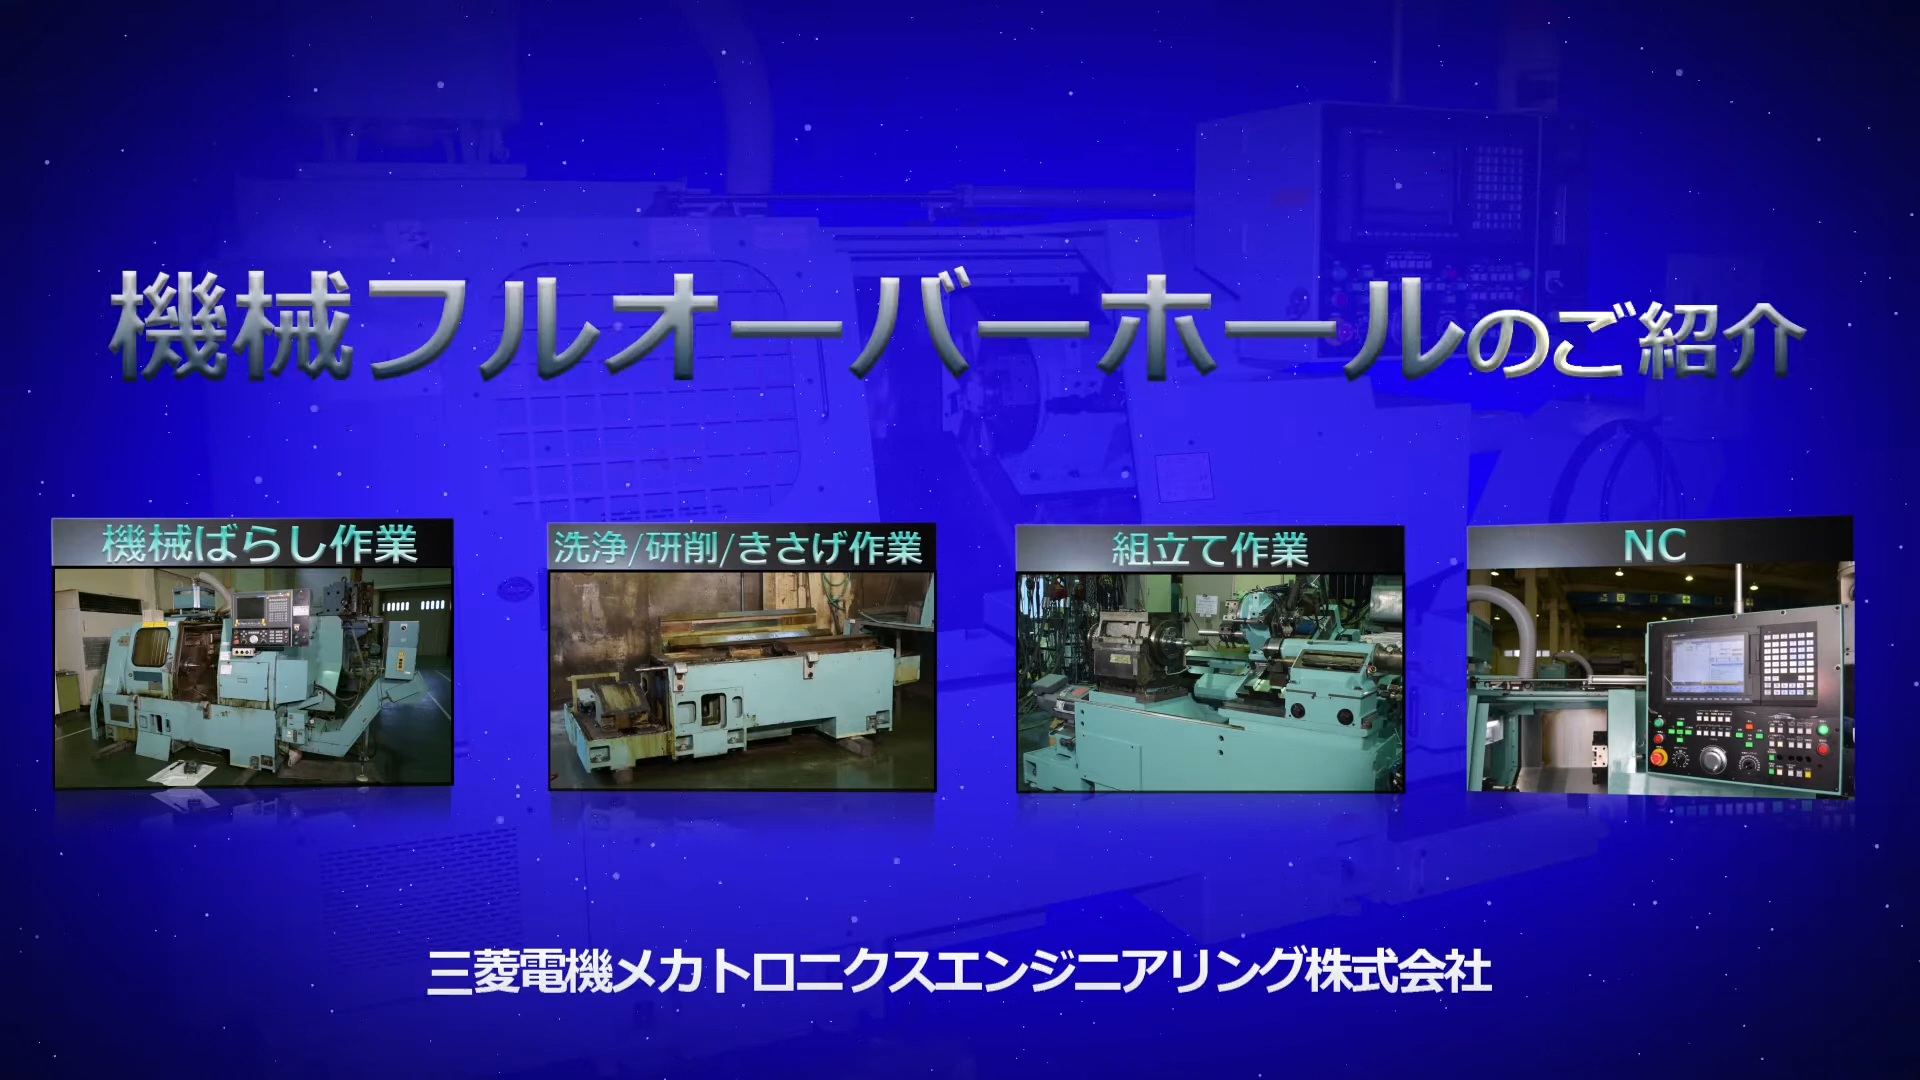 機械フルオーバーホールのご紹介
機械ばらし作業
洗浄/研削/きさげ作業
組立て作業
NC
三菱電機メカトロニクスエンジニアリング株式会社